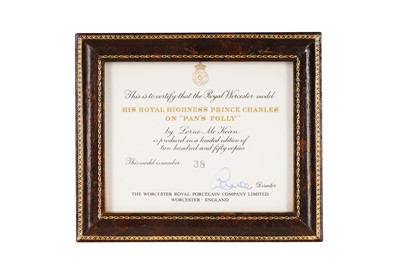 This is to certify that the Royal Worcester model
HIS ROYAL HIGHNESS PRINCE CHARLES
ON "PAN'S FOLLY"
by Lorne McKean
is produced in a limited edition of
two hundred and fifty copies
This model is number 38
Director
THE WORCESTER ROYAL PORCELAIN COMPANY LIMITED
WORCESTER · ENGLAND